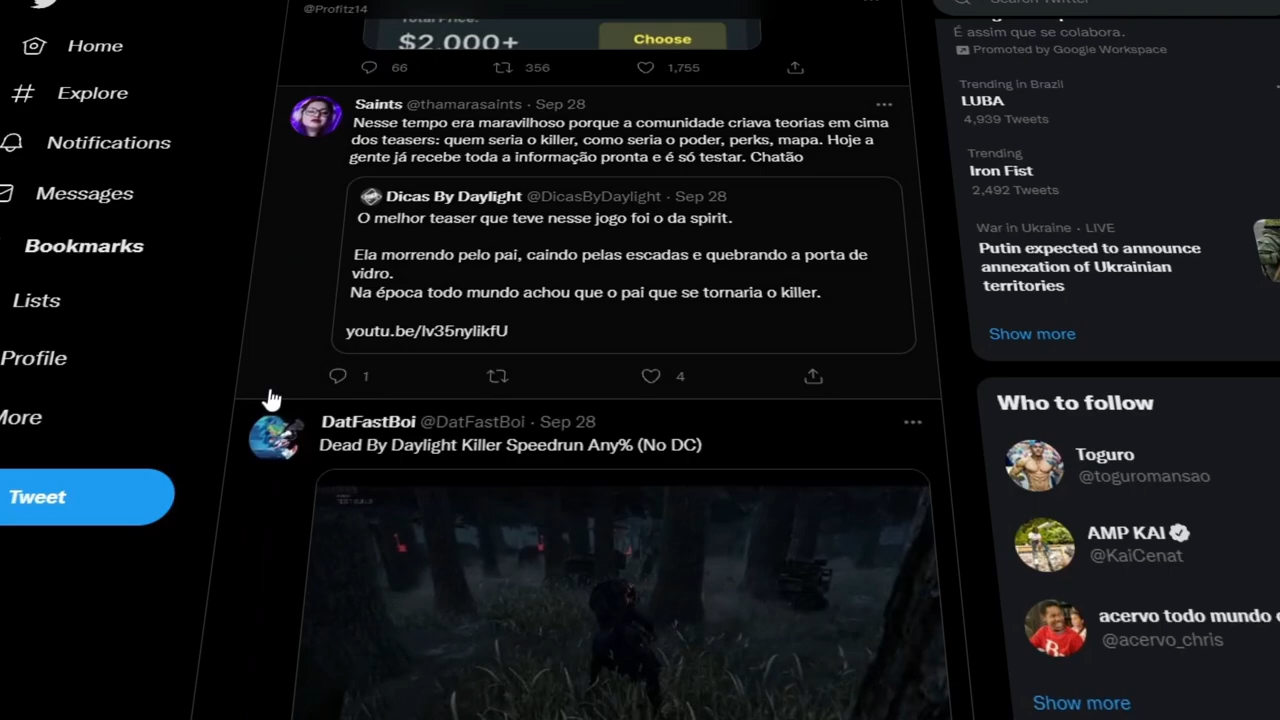 @Profitz14
Total Price:
$2,000+
Choose
66
356
1,755
Home
Explore
Notifications
Messages
Bookmarks
Lists
Profile
More
Tweet
Saints @thamarasaints · Sep 28
Nesse tempo era maravilhoso porque a comunidade criava teorias em cima
dos teasers: quem seria o killer, como seria o poder, perks, mapa. Hoje a
gente já recebe toda a informação pronta e é só testar. Chatão
Dicas By Daylight @DicasByDaylight · Sep 28
O melhor teaser que teve nesse jogo foi o da spirit.
Ela morrendo pelo pai, caindo pelas escadas e quebrando a porta de
vidro.
Na época todo mundo achou que o pai que se tornaria o killer.
youtu.be/lv35nylikfU
1
4
DatFastBoi @DatFastBoi · Sep 28
Dead By Daylight Killer Speedrun Any% (No DC)
Search Twitter
É assim que se colabora.
Promoted by Google Workspace
Trending in Brazil
LUBA
4,939 Tweets
Trending
Iron Fist
2,492 Tweets
War in Ukraine · LIVE
Putin expected to announce
annexation of Ukrainian
territories
Show more
Who to follow
Toguro
@toguromansao
AMP KAI
@KaiCenat
acervo todo mundo
@acervo_chris
Show more